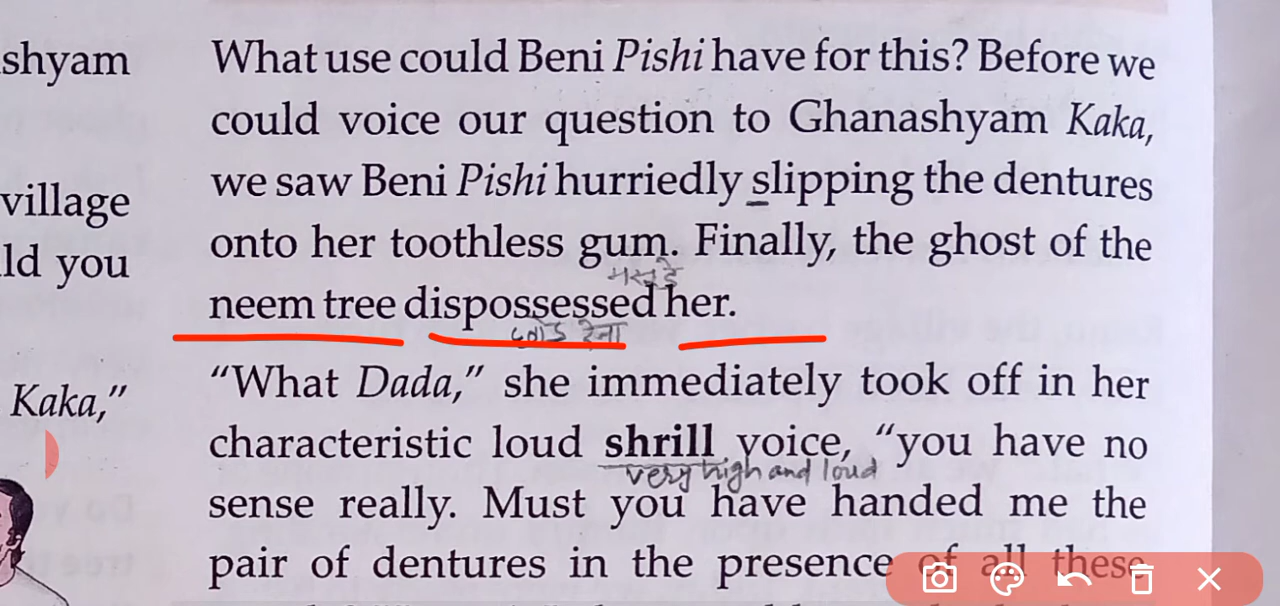 shyam
village
ld you
Kaka,"
What use could Beni Pishi have for this? Before we
could voice our question to Ghanashyam Kaka,
we saw Beni Pishi hurriedly slipping the dentures
onto her toothless gum. Finally, the ghost of the
मसूड़े
neem tree dispossessed her.
छोड़ देना
"What Dada," she immediately took off in her
characteristic loud shrill voice, "you have no
very high and loud
sense really. Must you have handed me the
pair of dentures in the presence of all these